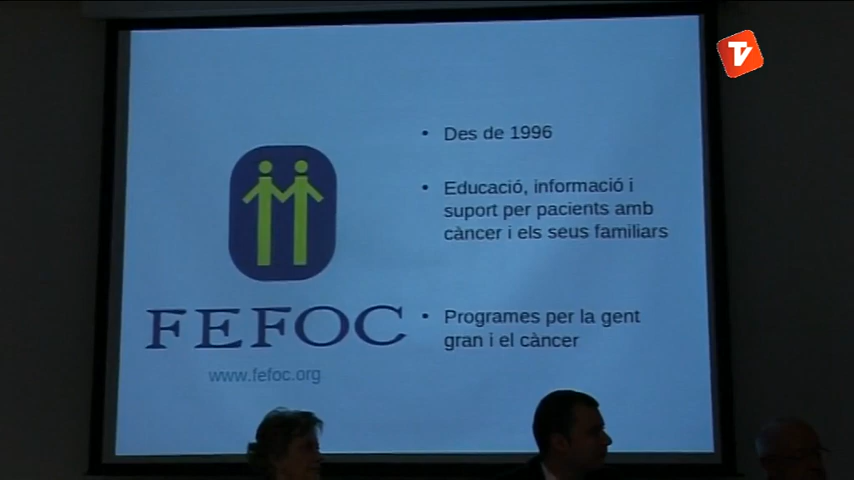 TV
Des de 1996
Educació, informació i
suport per pacients amb
càncer i els seus familiars
Programes per la gent
gran i el càncer
FEFOC
www.fefoc.org